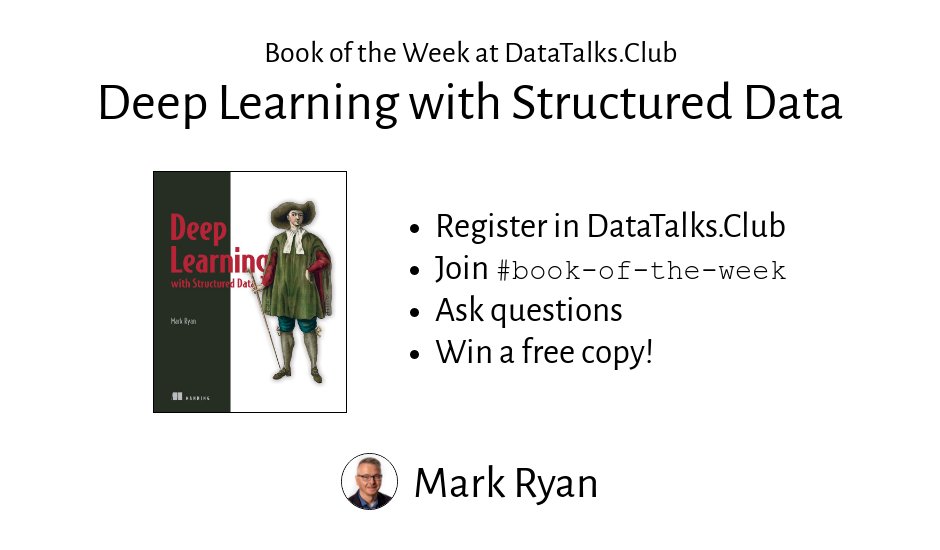 Book of the Week at DataTalks.Club
Deep Learning with Structured Data
Deep
Learning
with Structured Data
Mark Ryan
MANNING
• Register in DataTalks.Club
• Join #book-of-the-week
• Ask questions
• Win a free copy!
Mark Ryan